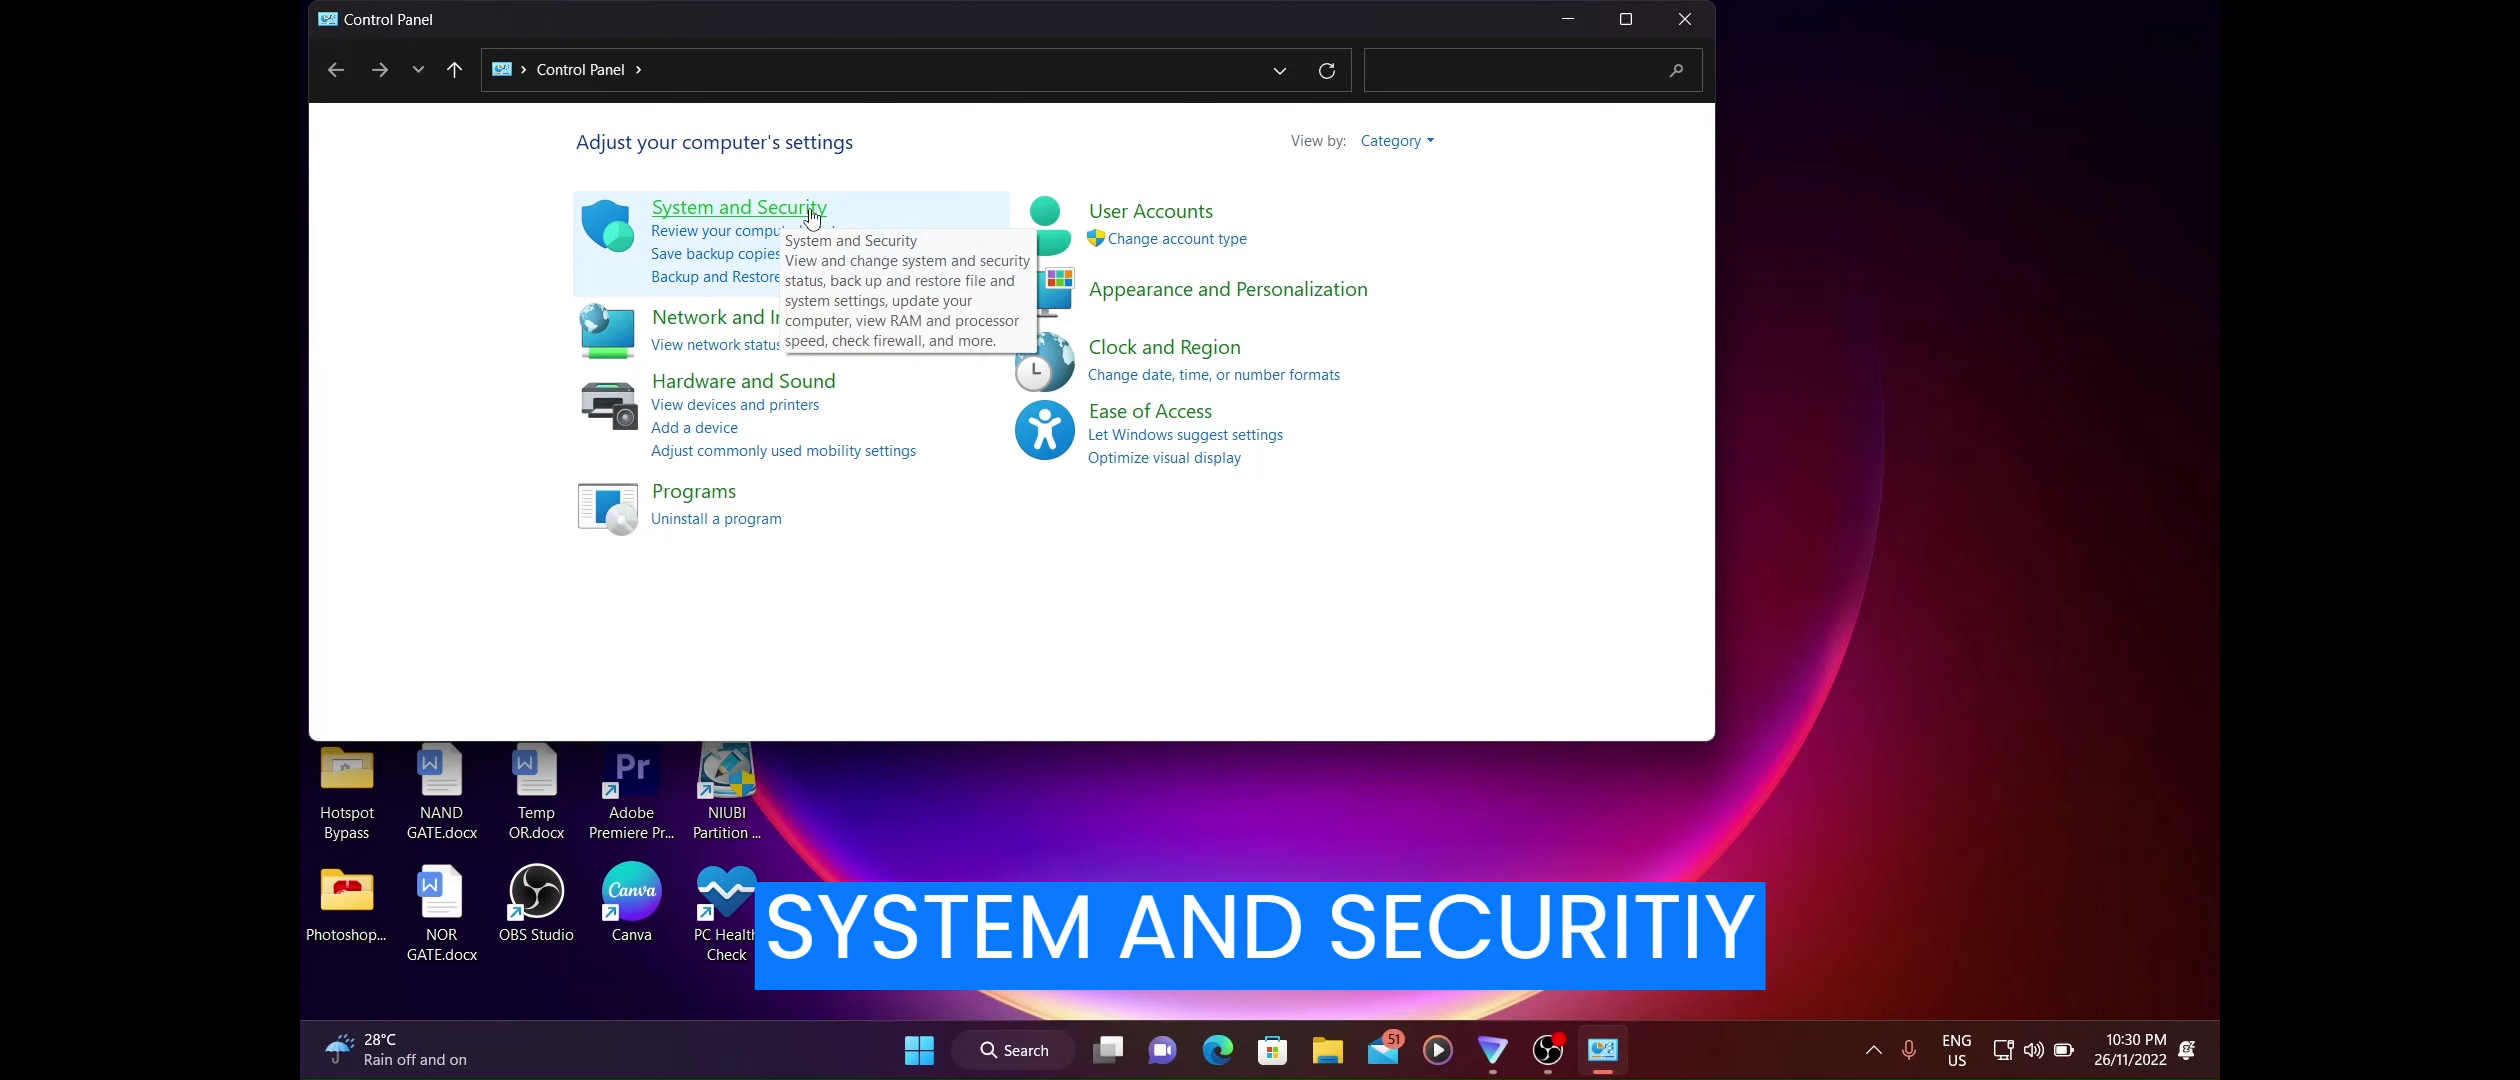 Control Panel
Control Panel
Adjust your computer's settings
View by: Category
System and Security
Review your compu
Save backup copies
Backup and Restore
System and Security
View and change system and security
status, back up and restore file and
system settings, update your
computer, view RAM and processor
speed, check firewall, and more.
Network and I
View network status
Hardware and Sound
View devices and printers
Add a device
Adjust commonly used mobility settings
Programs
Uninstall a program
User Accounts
Change account type
Appearance and Personalization
Clock and Region
Change date, time, or number formats
Ease of Access
Let Windows suggest settings
Optimize visual display
Hotspot
Bypass
NAND
GATE.docx
Temp
OR.docx
Pr
Adobe
Premiere Pr...
NIUBI
Partition ...
Photoshop...
NOR
GATE.docx
OBS Studio
Canva
Canva
PC Health
Check
SYSTEM AND SECURITIY
28°C
Rain off and on
Search
51
ENG
US
10:30 PM
26/11/2022